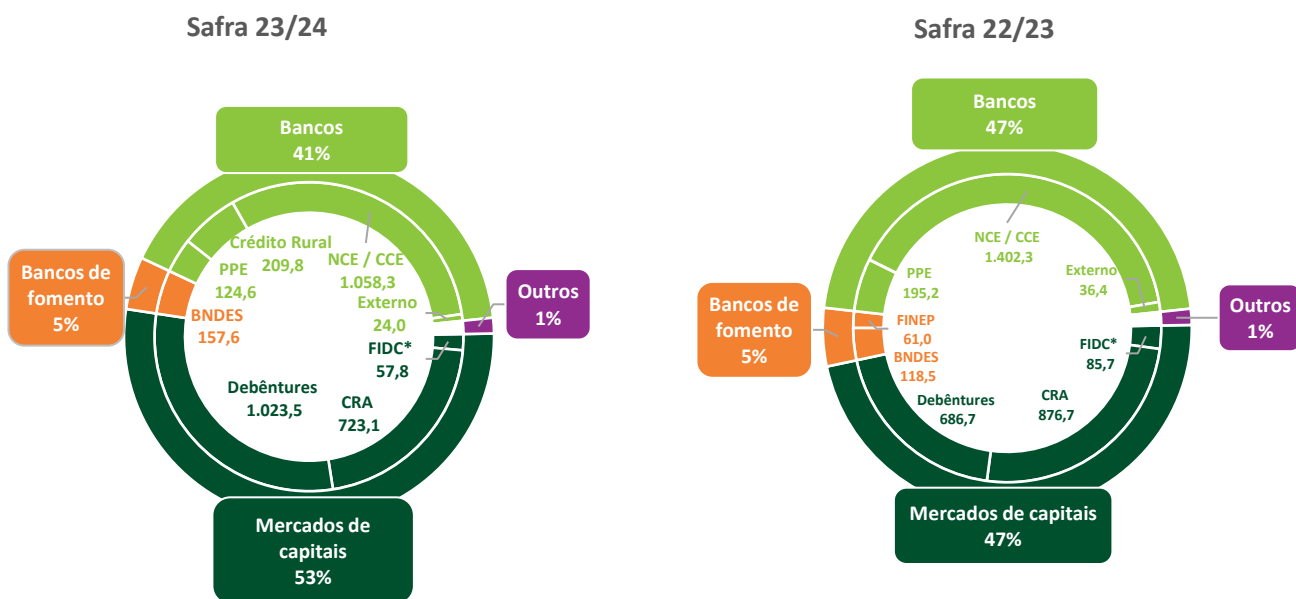 Safra 23/24
Bancos
41%
Crédito Rural
209,8
NCE / CCE
1.058,3
PPE
124,6
Externo
24,0
Bancos de
fomento
5%
BNDES
157,6
Outros
1%
FIDC*
57,8
Debêntures
1.023,5
CRA
723,1
Mercados de
capitais
53%
Safra 22/23
Bancos
47%
NCE / CCE
1.402,3
PPE
195,2
Externo
36,4
Bancos de
fomento
5%
FINEP
61,0
BNDES
118,5
Outros
1%
FIDC*
85,7
Debêntures
686,7
CRA
876,7
Mercados de capitais
47%